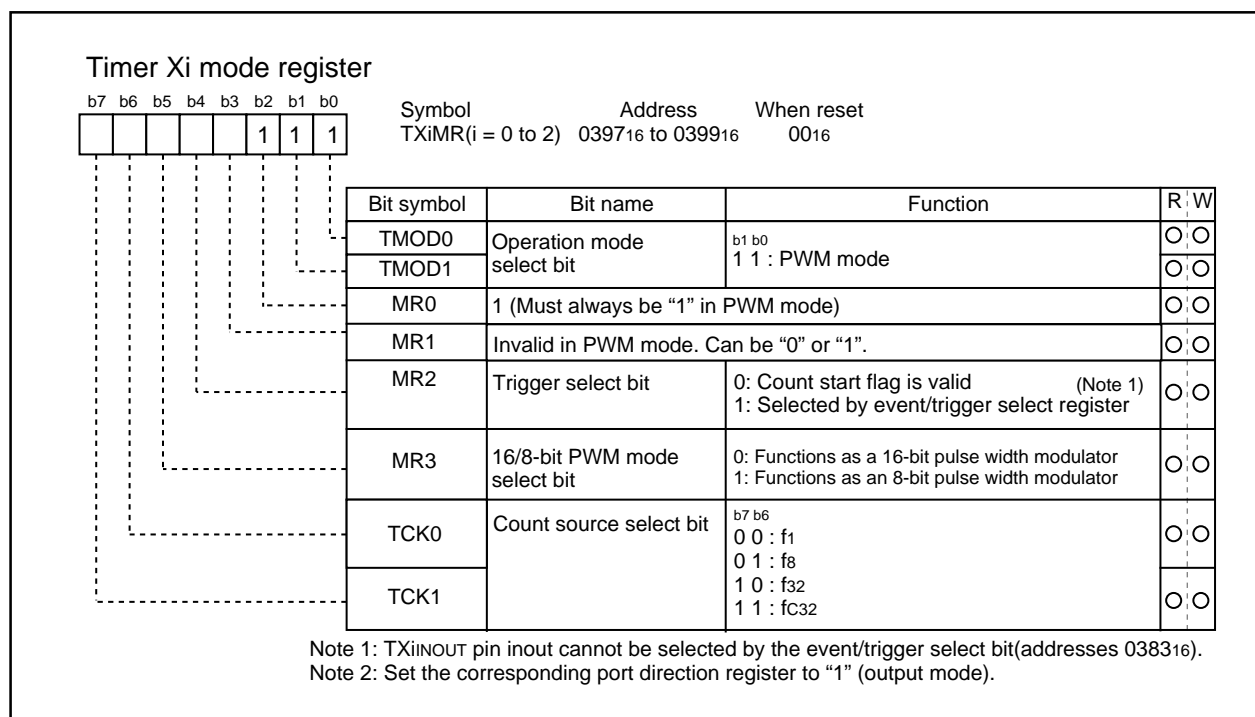 Timer Xi mode register
b7 b6 b5 b4 b3 b2 b1 b0
1 1 1
Symbol Address When reset
TXiMR(i = 0 to 2) 039716 to 039916 0016
Bit symbol Bit name Function R W
TMOD0 Operation mode select bit b1 b0
1 1 : PWM mode
TMOD1
MR0 1 (Must always be “1” in PWM mode)
MR1 Invalid in PWM mode. Can be “0” or “1”.
MR2 Trigger select bit 0: Count start flag is valid (Note 1)
1: Selected by event/trigger select register
MR3 16/8-bit PWM mode select bit 0: Functions as a 16-bit pulse width modulator
1: Functions as an 8-bit pulse width modulator
TCK0 Count source select bit b7 b6
0 0 : f1
0 1 : f8
TCK1 1 0 : f32
1 1 : fC32
Note 1: TXiINOUT pin inout cannot be selected by the event/trigger select bit(addresses 038316).
Note 2: Set the corresponding port direction register to “1” (output mode).